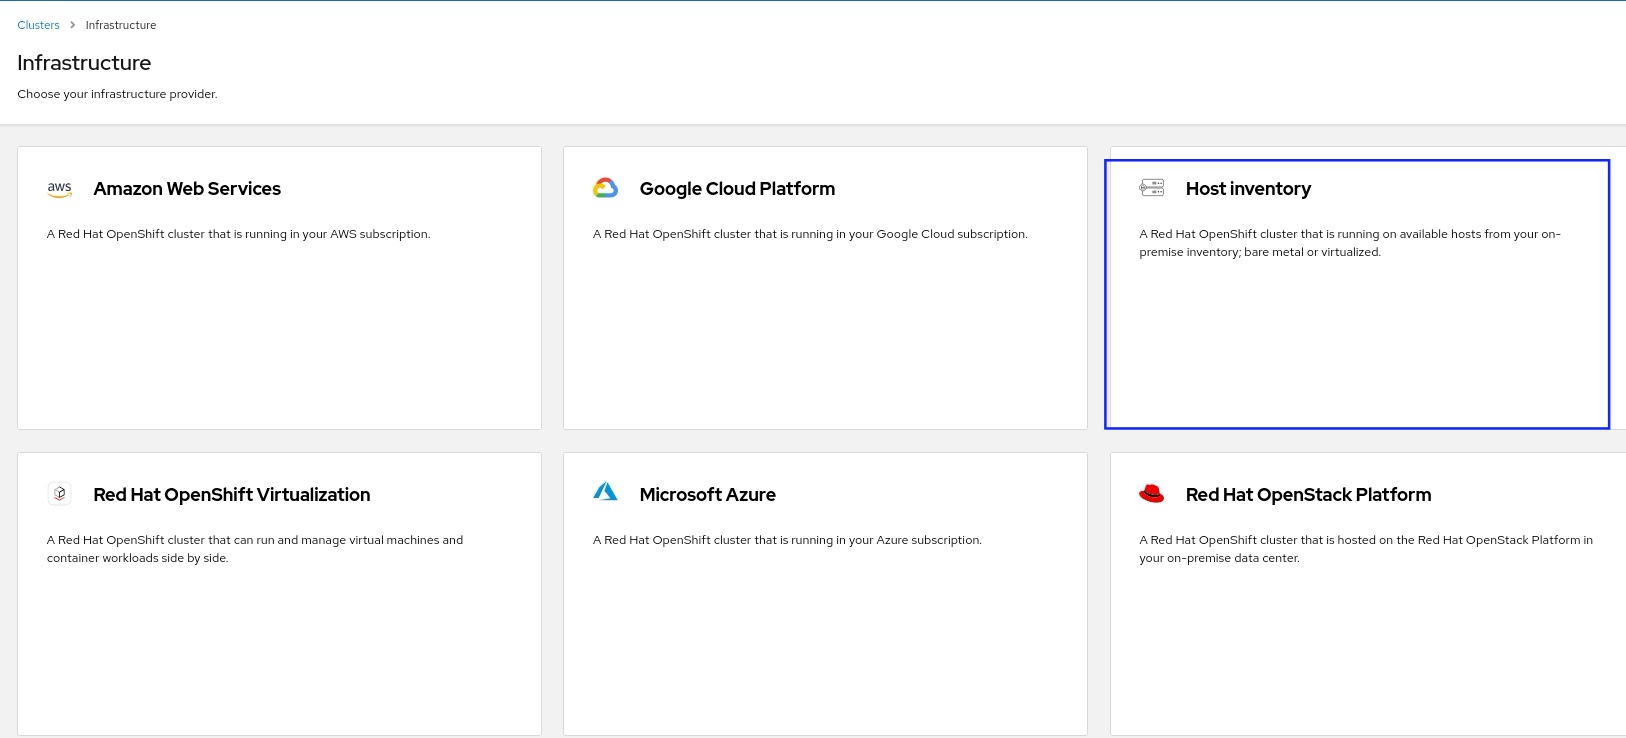 Clusters > Infrastructure
Infrastructure
Choose your infrastructure provider.
aws Amazon Web Services
A Red Hat OpenShift cluster that is running in your AWS subscription.
Google Cloud Platform
A Red Hat OpenShift cluster that is running in your Google Cloud subscription.
Host inventory
A Red Hat OpenShift cluster that is running on available hosts from your on-
premise inventory; bare metal or virtualized.
Red Hat OpenShift Virtualization
A Red Hat OpenShift cluster that can run and manage virtual machines and
container workloads side by side.
Microsoft Azure
A Red Hat OpenShift cluster that is running in your Azure subscription.
Red Hat OpenStack Platform
A Red Hat OpenShift cluster that is hosted on the Red Hat OpenStack Platform in
your on-premise data center.